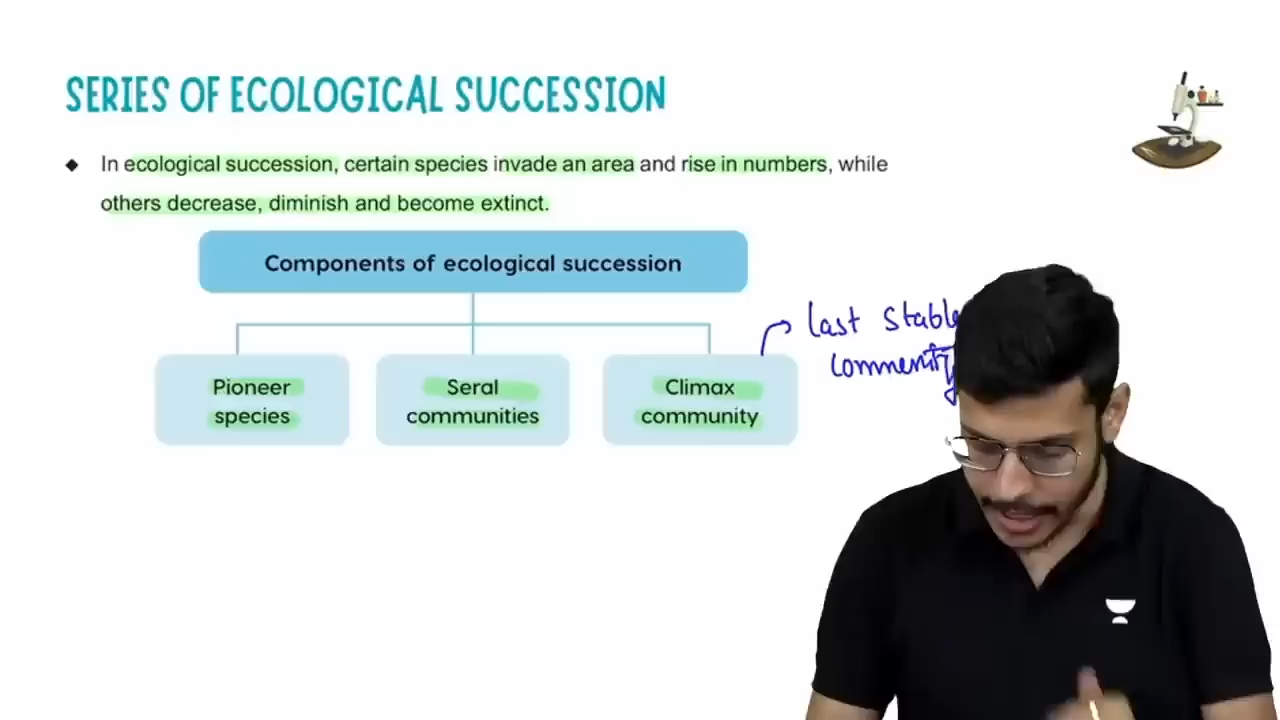 SERIES OF ECOLOGICAL SUCCESSION
◆ In ecological succession, certain species invade an area and rise in numbers, while
others decrease, diminish and become extinct.
Components of ecological succession
Pioneer
species
Seral
communities
Climax
community
last stable
commenity